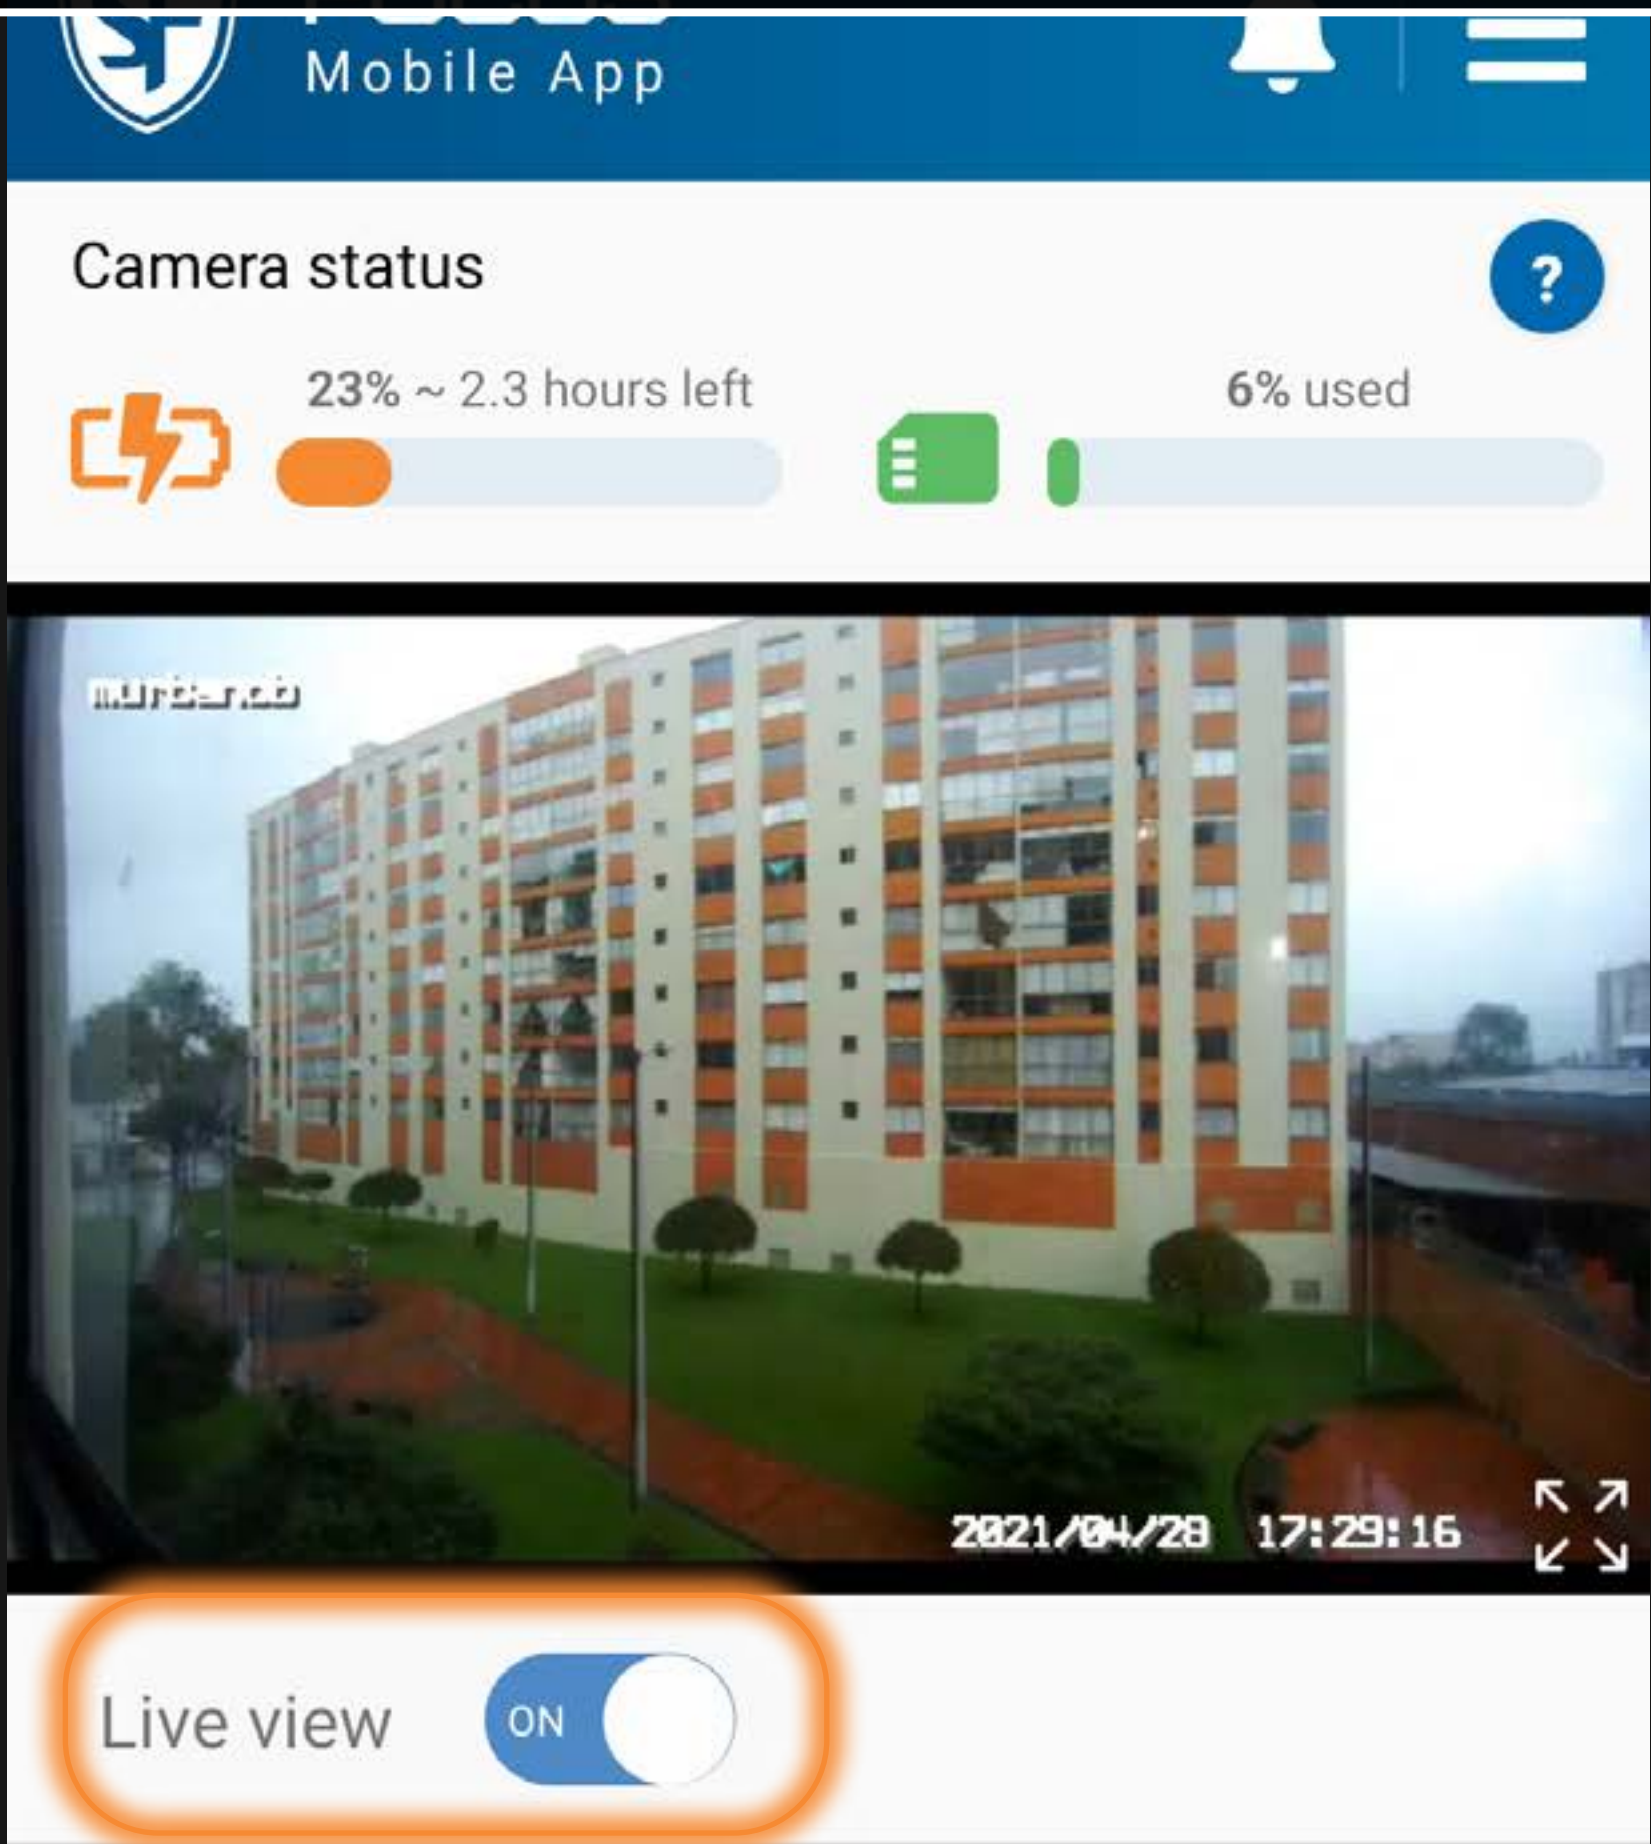 Mobile App
Camera status
?
23% ~ 2.3 hours left
6% used
2021/04/28 17:29:16
Live view
ON